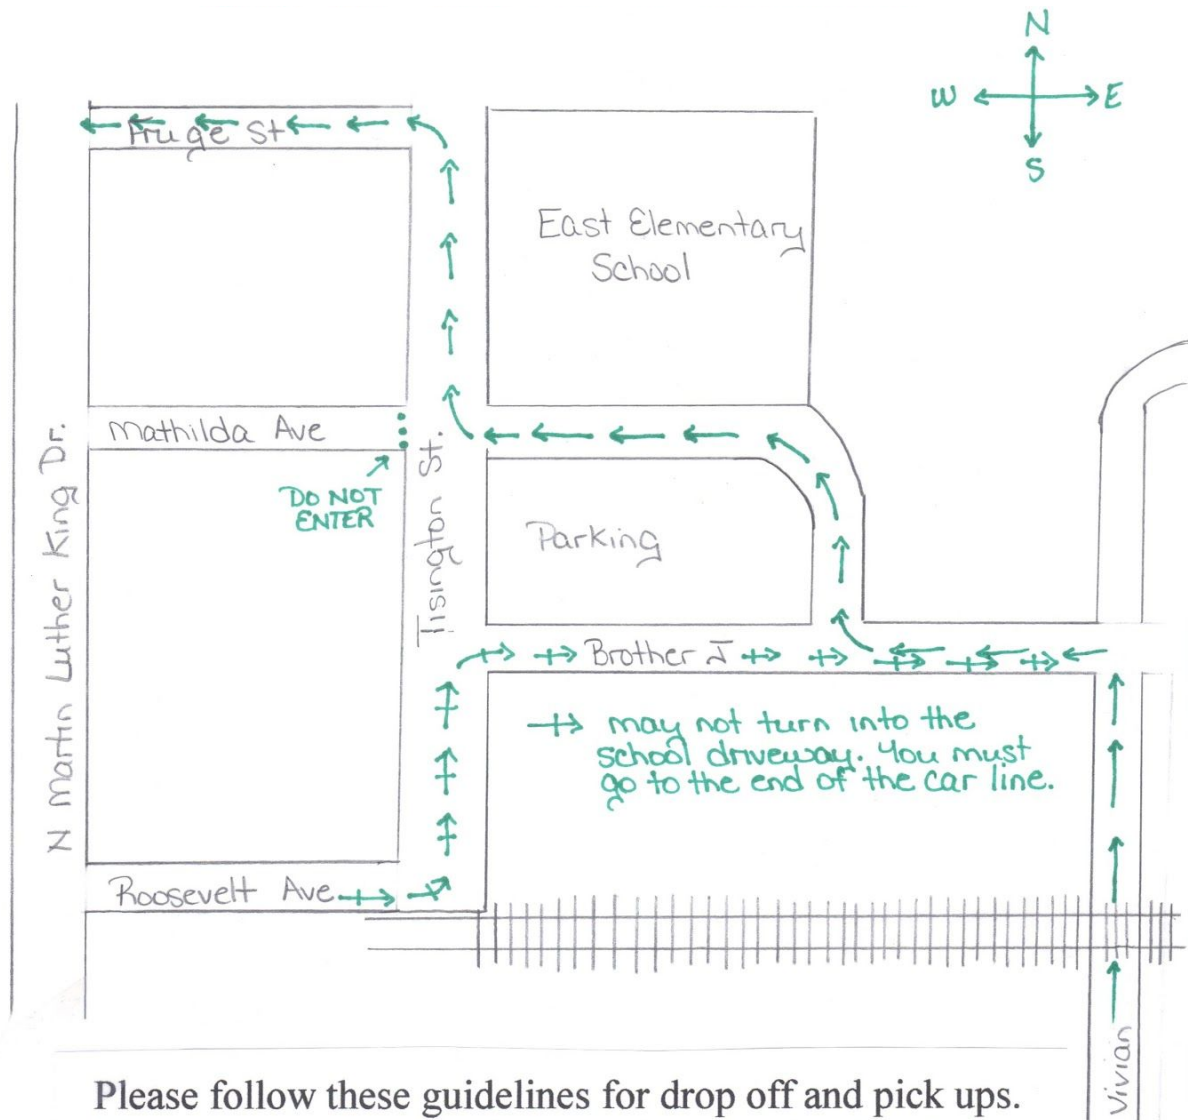 N
W E
S
Fruge St
East Elementary
School
Mathilda Ave
DO NOT
ENTER
N Martin Luther King Dr.
Tisington St.
Parking
Brother J
may not turn into the
school driveway. You must
go to the end of the car line.
Roosevelt Ave
Vivian
Please follow these guidelines for drop off and pick ups.